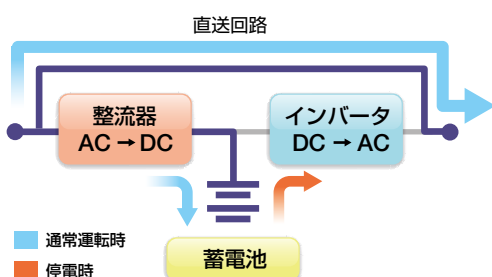 直送回路
整流器
AC → DC
インバータ
DC → AC
通常運転時
停電時
蓄電池